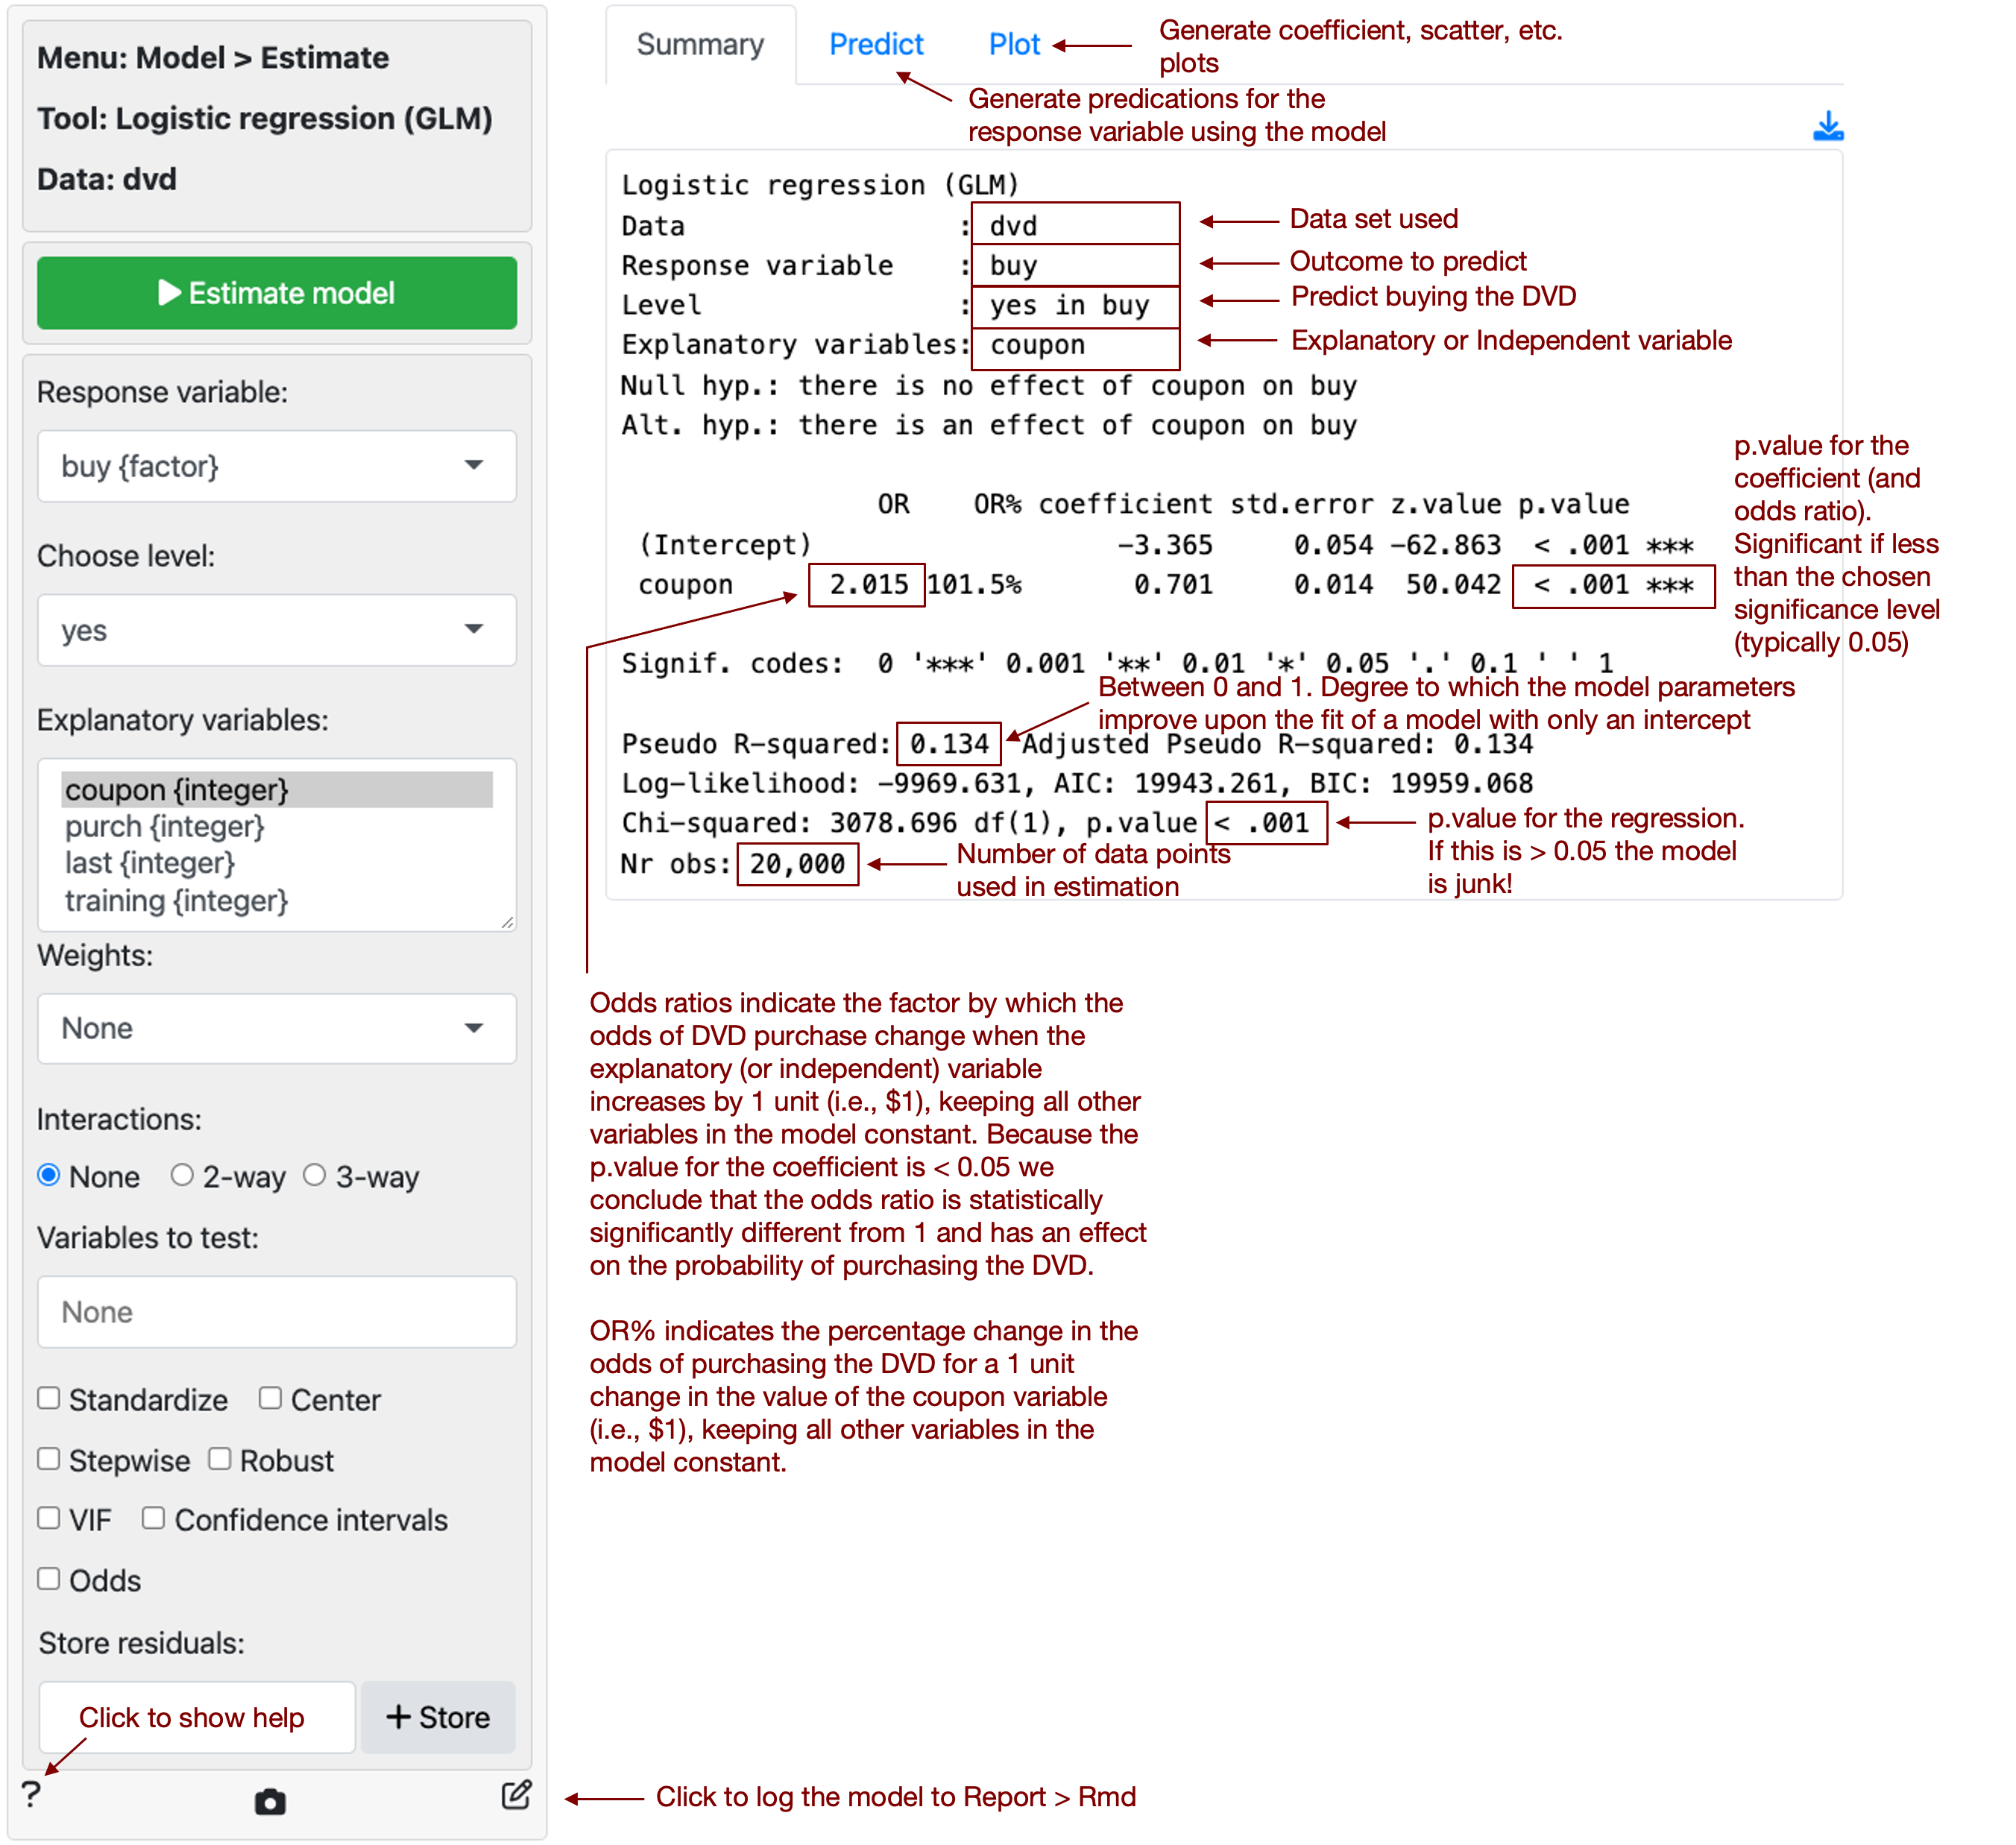 Menu: Model > Estimate
Tool: Logistic regression (GLM)
Data: dvd
Estimate model
Response variable:
buy {factor}
Choose level:
yes
Explanatory variables:
coupon {integer}
purch {integer}
last {integer}
training {integer}
Weights:
None
Interactions:
None 2-way 3-way
Variables to test:
None
Standardize Center
Stepwise Robust
VIF Confidence intervals
Odds
Store residuals:
Click to show help
+ Store
?
Summary Predict Plot
Generate coefficient, scatter, etc.
plots
Generate predications for the
response variable using the model
Logistic regression (GLM)
Data : dvd
Data set used
Response variable : buy
Outcome to predict
Level : yes in buy
Predict buying the DVD
Explanatory variables: coupon
Explanatory or Independent variable
Null hyp.: there is no effect of coupon on buy
Alt. hyp.: there is an effect of coupon on buy
OR OR% coefficient std.error z.value p.value
(Intercept) -3.365 0.054 -62.863 < .001 ***
coupon 2.015 101.5% 0.701 0.014 50.042 < .001 ***
p.value for the
coefficient (and
odds ratio).
Significant if less
than the chosen
significance level
(typically 0.05)
Signif. codes: 0 '***' 0.001 '**' 0.01 '*' 0.05 '.' 0.1 ' ' 1
Between 0 and 1. Degree to which the model parameters
improve upon the fit of a model with only an intercept
Pseudo R-squared: 0.134 Adjusted Pseudo R-squared: 0.134
Log-likelihood: -9969.631, AIC: 19943.261, BIC: 19959.068
Chi-squared: 3078.696 df(1), p.value < .001
p.value for the regression.
If this is > 0.05 the model
is junk!
Nr obs: 20,000
Number of data points
used in estimation
Odds ratios indicate the factor by which the
odds of DVD purchase change when the
explanatory (or independent) variable
increases by 1 unit (i.e., $1), keeping all other
variables in the model constant. Because the
p.value for the coefficient is < 0.05 we
conclude that the odds ratio is statistically
significantly different from 1 and has an effect
on the probability of purchasing the DVD.
OR% indicates the percentage change in the
odds of purchasing the DVD for a 1 unit
change in the value of the coupon variable
(i.e., $1), keeping all other variables in the
model constant.
Click to log the model to Report > Rmd